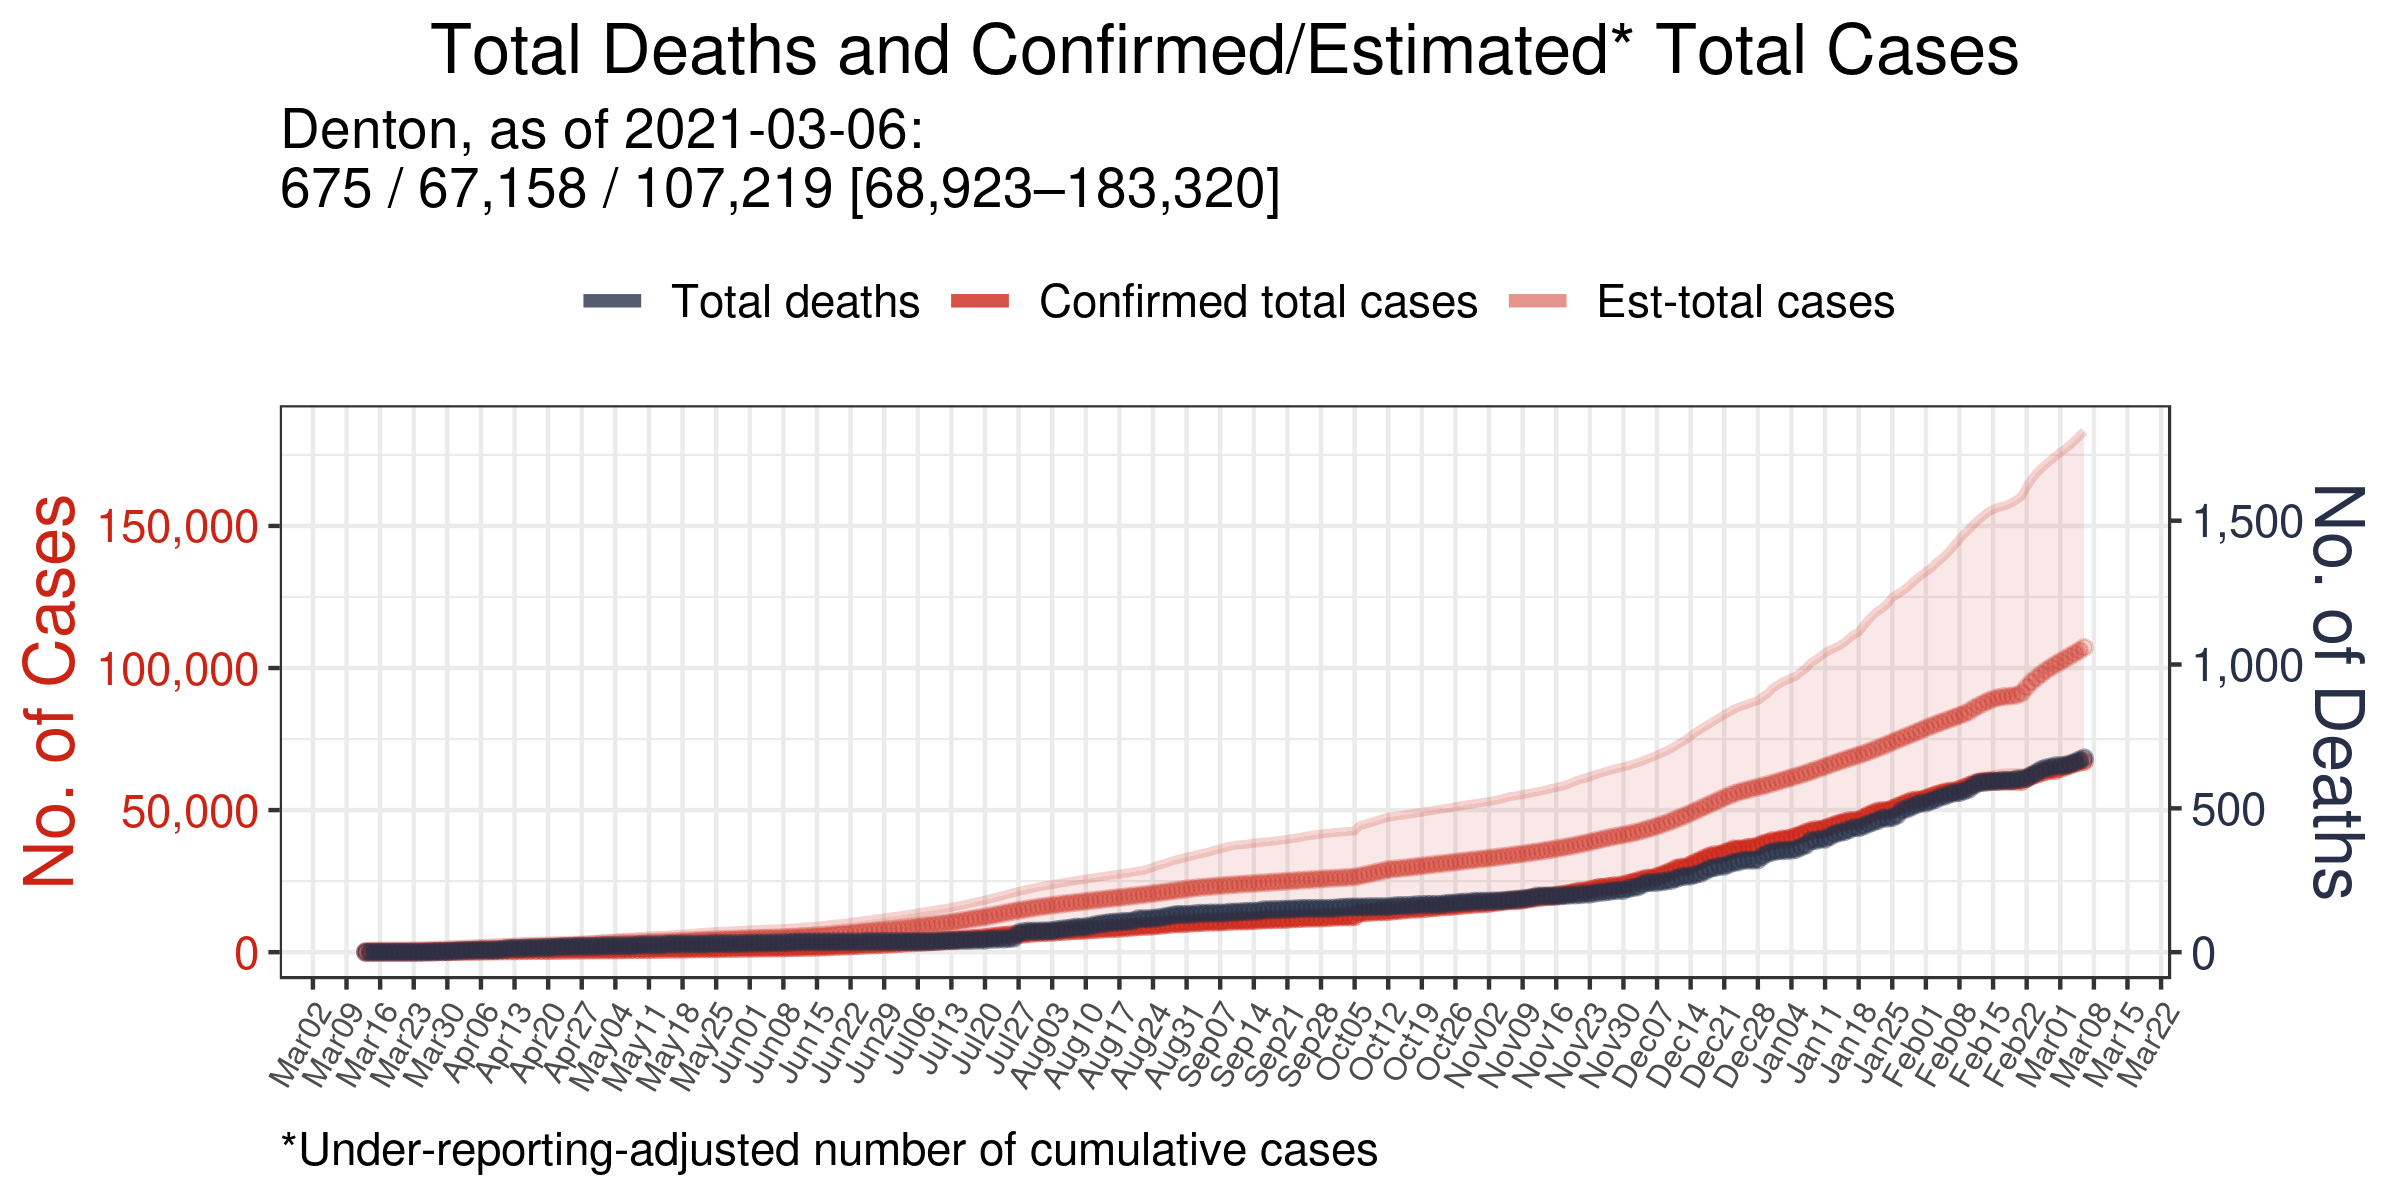 Total Deaths and Confirmed/Estimated* Total Cases
Denton, as of 2021-03-06:
675 / 67,158 / 107,219 [68,923–183,320]
Total deaths
Confirmed total cases
Est-total cases
No. of Cases
150,000
100,000
50,000
0
1,500
1,000
500
0
No. of Deaths
Mar02
Mar09
Mar16
Mar23
Mar30
Apr06
Apr13
Apr20
Apr27
May04
May11
May18
May25
Jun01
Jun08
Jun15
Jun22
Jun29
Jul06
Jul13
Jul20
Jul27
Aug03
Aug10
Aug17
Aug24
Aug31
Sep07
Sep14
Sep21
Sep28
Oct05
Oct12
Oct19
Oct26
Nov02
Nov09
Nov16
Nov23
Nov30
Dec07
Dec14
Dec21
Dec28
Jan04
Jan11
Jan18
Jan25
Feb01
Feb08
Feb15
Feb22
Mar01
Mar08
Mar15
Mar22
*Under-reporting-adjusted number of cumulative cases